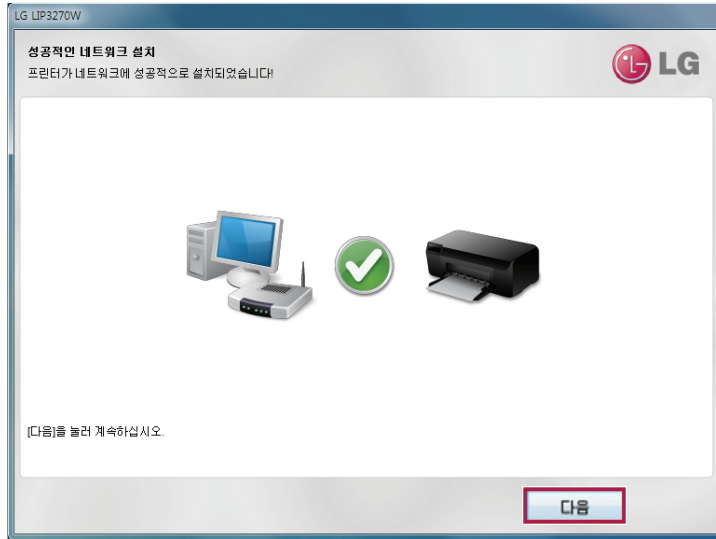 LG LIP3270W
성공적인 네트워크 설치
프린터가 네트워크에 성공적으로 설치되었습니다!
LG
[다음]을 눌러 계속하십시오.
다음